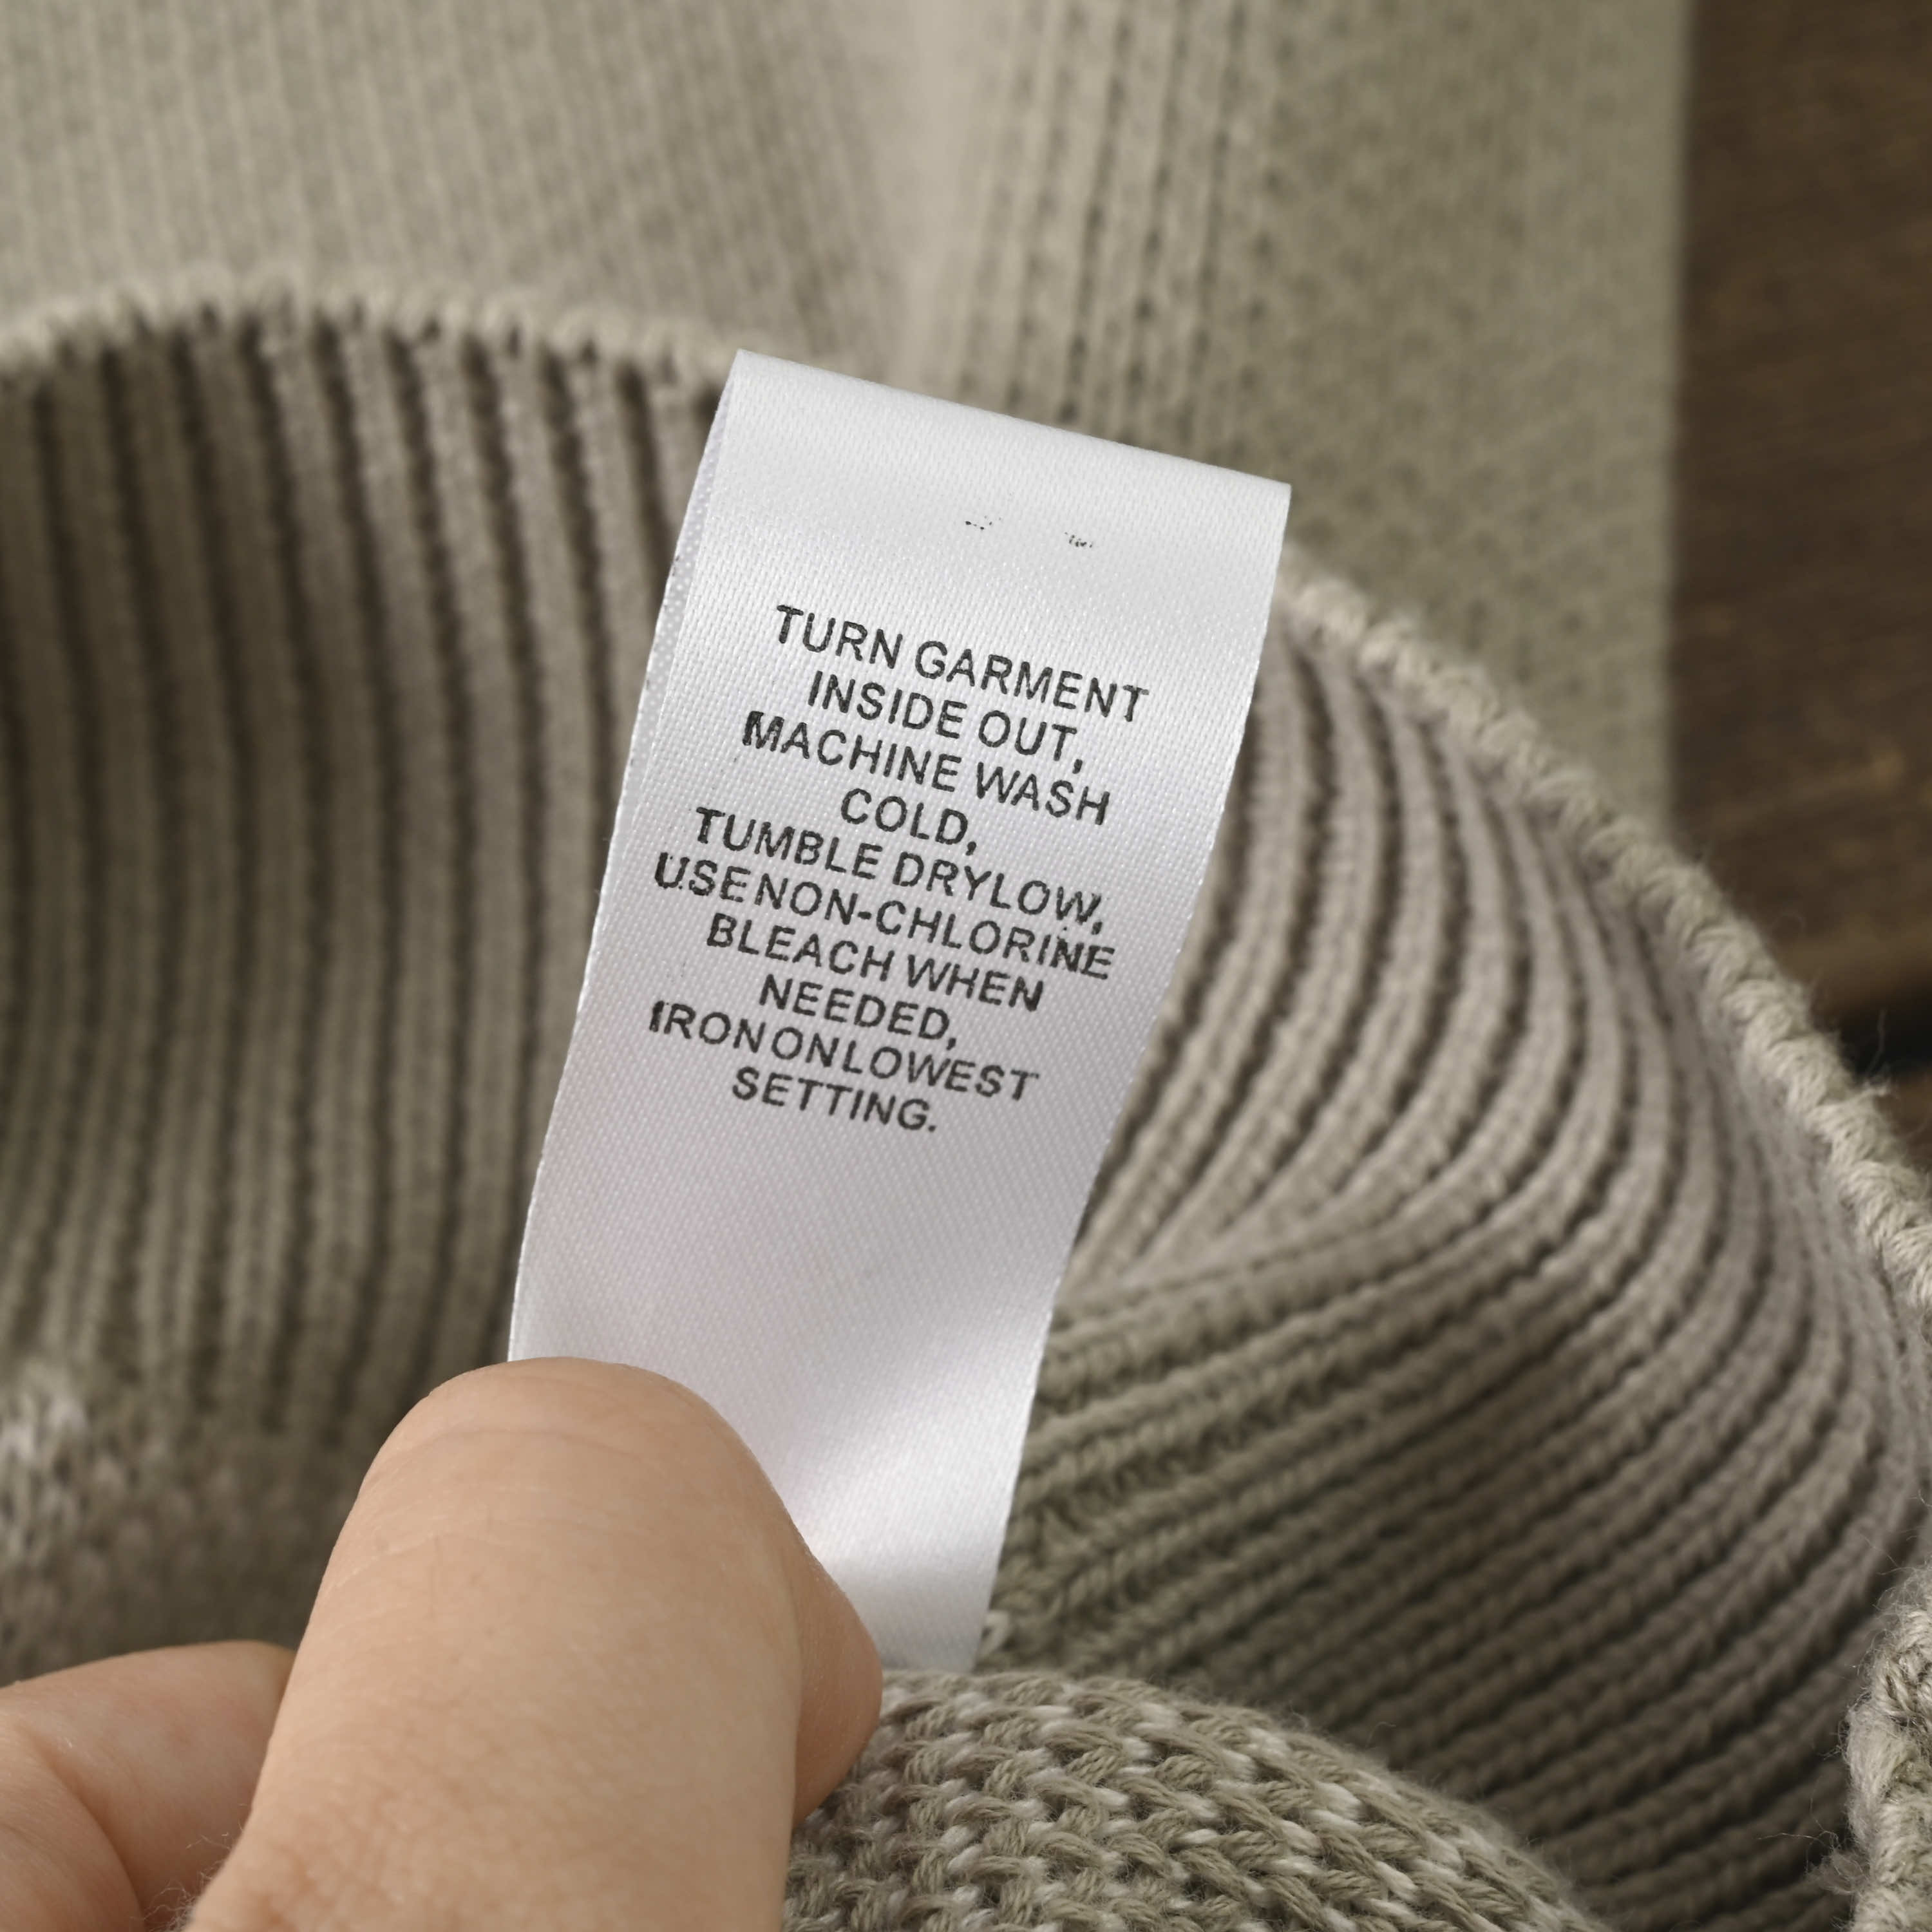 TURN GARMENT
INSIDE OUT,
MACHINE WASH
COLD,
TUMBLE DRYLOW,
USENON-CHLORINE
BLEACH WHEN
NEEDED,
IRONONLOWEST
SETTING.